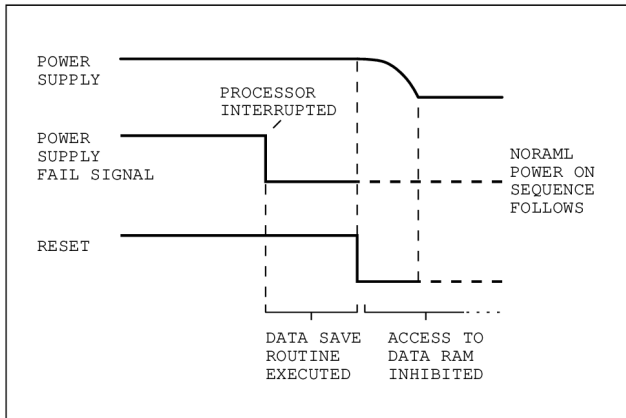 POWER
SUPPLY
PROCESSOR
INTERRUPTED
POWER
SUPPLY
FAIL SIGNAL
NORAML
POWER ON
SEQUENCE
FOLLOWS
RESET
DATA SAVE
ROUTINE
EXECUTED
ACCESS TO
DATA RAM
INHIBITED